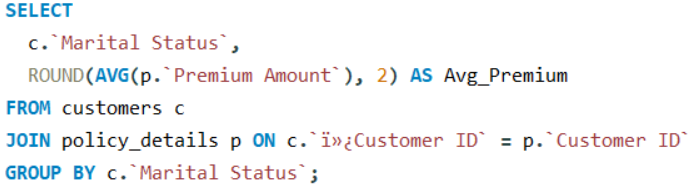 SELECT
c.`Marital Status`,
ROUND(AVG(p.`Premium Amount`), 2) AS Avg_Premium
FROM customers c
JOIN policy_details p ON c.`ï»¿Customer ID` = p.`Customer ID`
GROUP BY c.`Marital Status`;